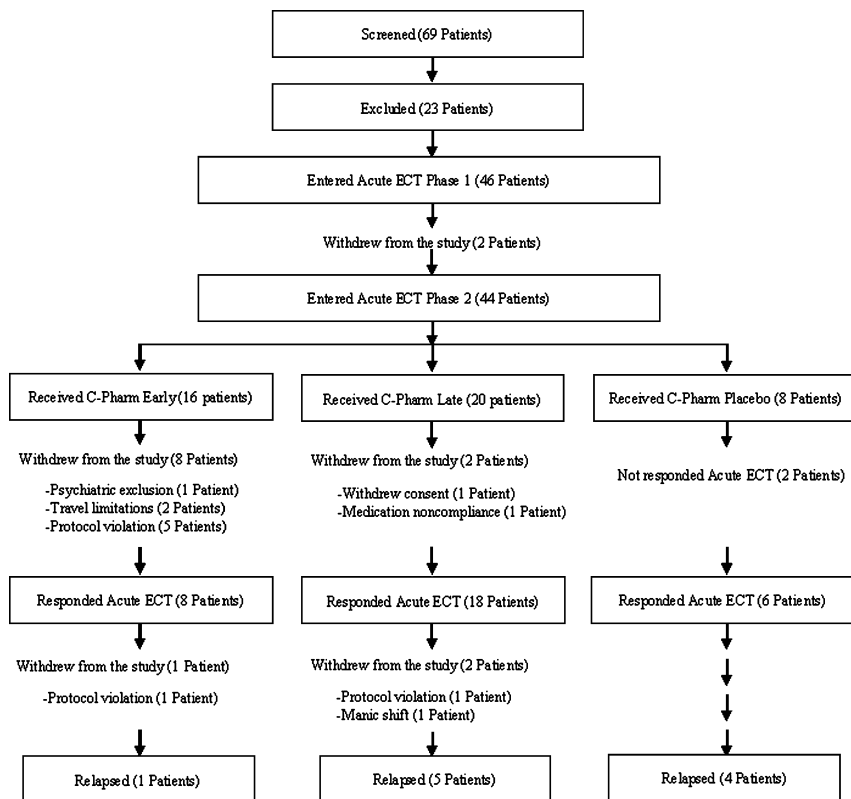 Screened (69 Patients)
Excluded (23 Patients)
Entered Acute ECT Phase 1 (46 Patients)
Withdrew from the study (2 Patients)
Entered Acute ECT Phase 2 (44 Patients)
Received C-Pharm Early (16 patients)
Received C-Pharm Late (20 patients)
Received C-Pharm Placebo (8 Patients)
Withdrew from the study (8 Patients)
-Psychiatric exclusion (1 Patient)
-Travel limitations (2 Patients)
-Protocol violation (5 Patients)
Withdrew from the study (2 Patients)
-Withdrew consent (1 Patient)
-Medication noncompliance (1 Patient)
Not responded Acute ECT (2 Patients)
Responded Acute ECT (8 Patients)
Responded Acute ECT (18 Patients)
Responded Acute ECT (6 Patients)
Withdrew from the study (1 Patient)
-Protocol violation (1 Patient)
Withdrew from the study (2 Patients)
-Protocol violation (1 Patient)
-Manic shift (1 Patient)
Relapsed (1 Patients)
Relapsed (5 Patients)
Relapsed (4 Patients)